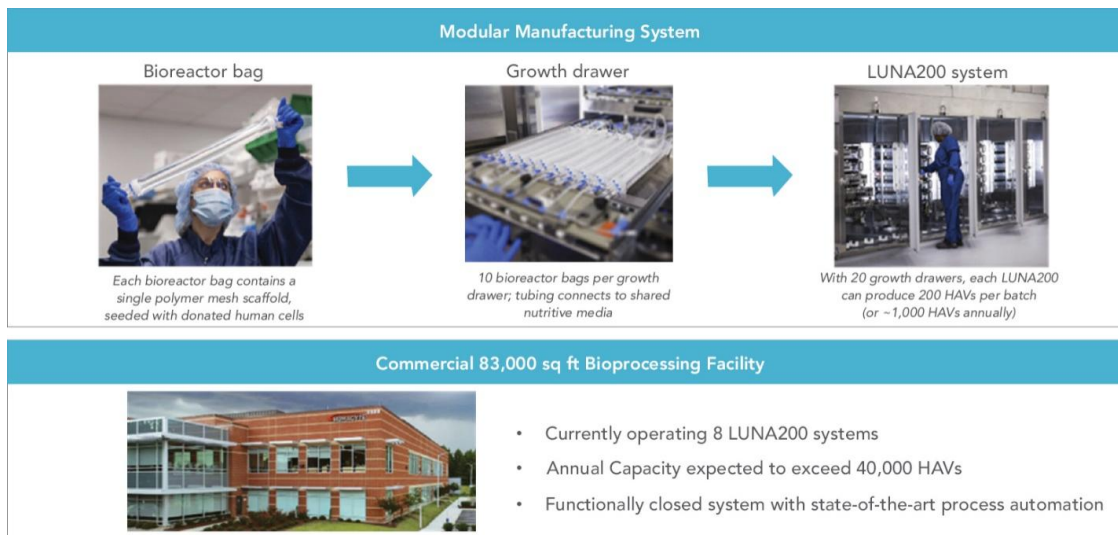 Modular Manufacturing System
Bioreactor bag
Growth drawer
LUNA200 system
Each bioreactor bag contains a
single polymer mesh scaffold,
seeded with donated human cells
10 bioreactor bags per growth
drawer; tubing connects to shared
nutritive media
With 20 growth drawers, each LUNA200
can produce 200 HAVs per batch
(or ~1,000 HAVs annually)
Commercial 83,000 sq ft Bioprocessing Facility
• Currently operating 8 LUNA200 systems
• Annual Capacity expected to exceed 40,000 HAVs
• Functionally closed system with state-of-the-art process automation